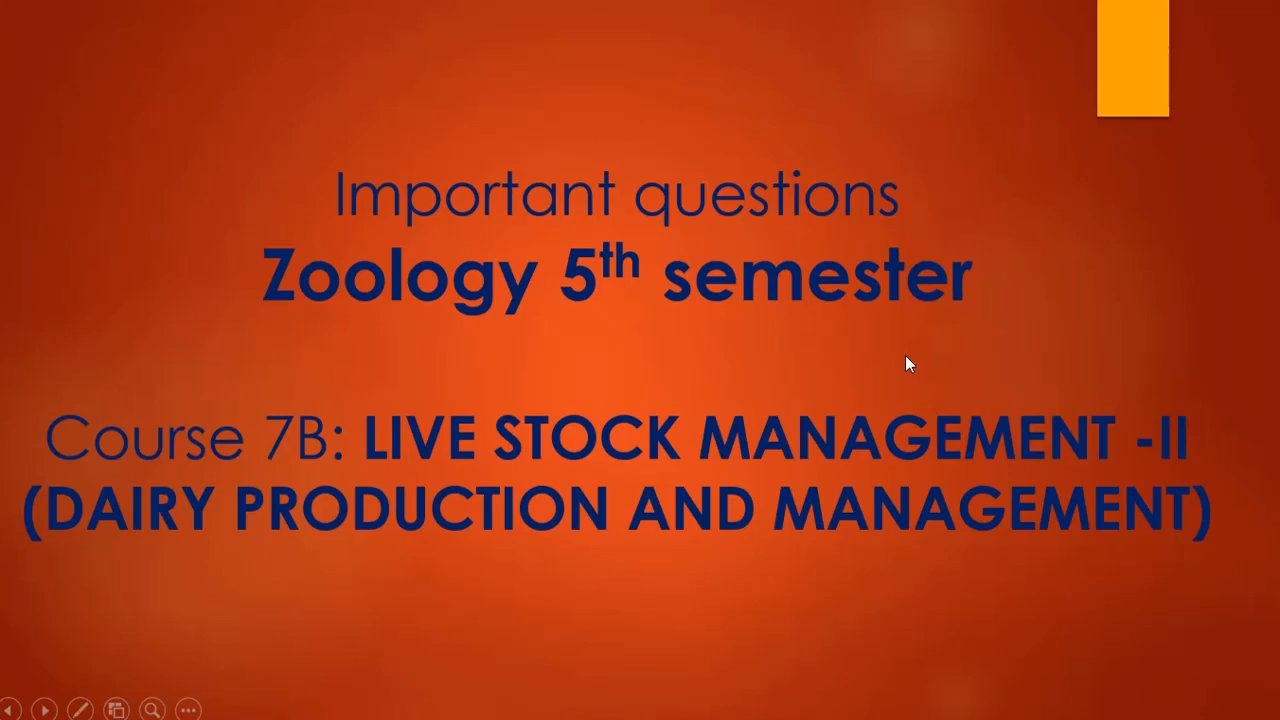 Important questions
Zoology 5th semester
Course 7B: LIVE STOCK MANAGEMENT -II
(DAIRY PRODUCTION AND MANAGEMENT)